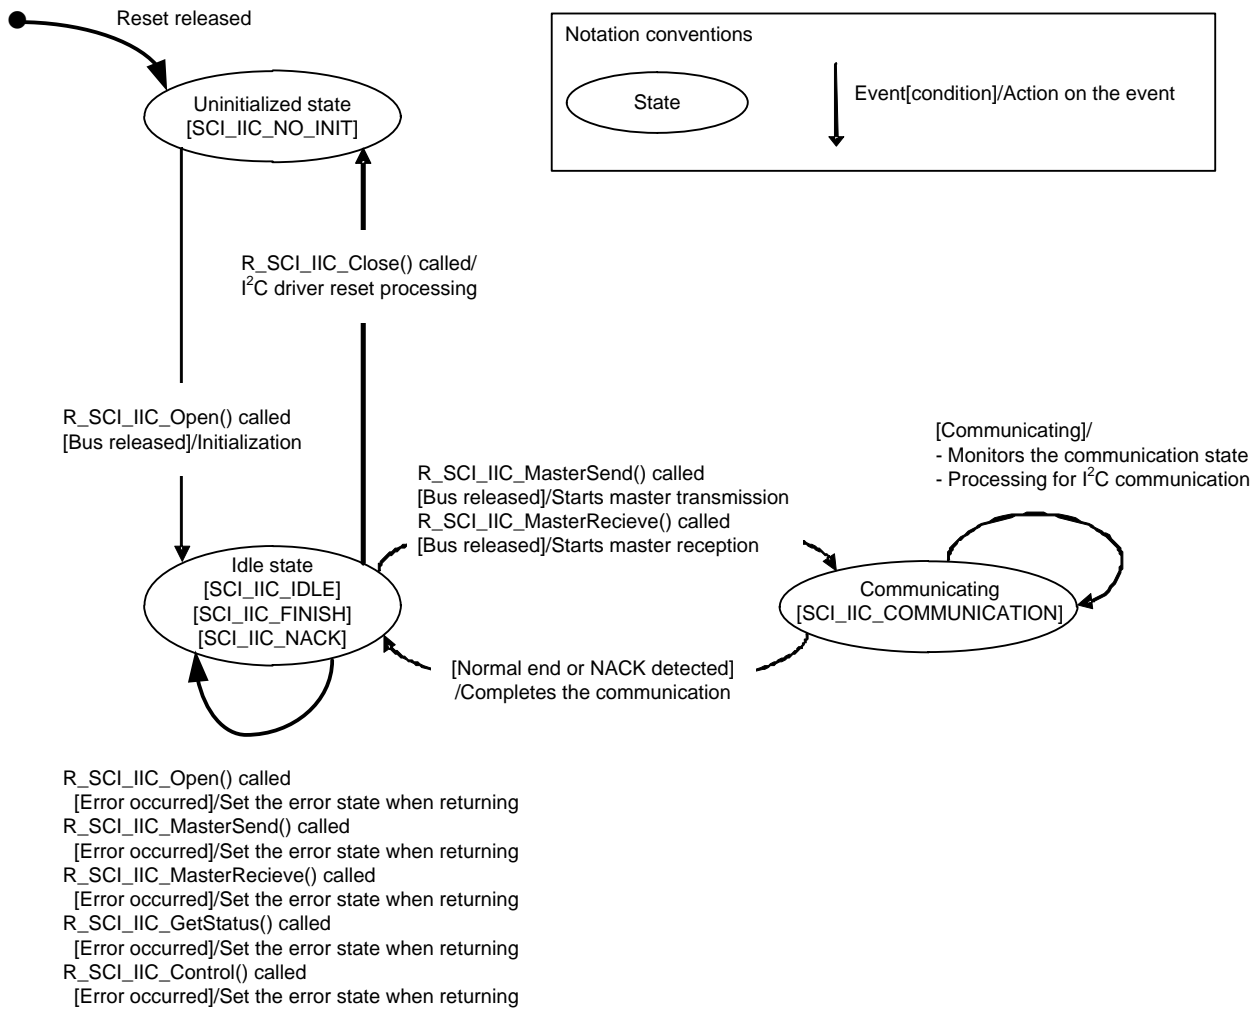 Reset released
Notation conventions
State
Event[condition]/Action on the event
Uninitialized state
[SCI_IIC_NO_INIT]
R_SCI_IIC_Close() called/
I²C driver reset processing
R_SCI_IIC_Open() called
[Bus released]/Initialization
R_SCI_IIC_MasterSend() called
[Bus released]/Starts master transmission
R_SCI_IIC_MasterRecieve() called
[Bus released]/Starts master reception
[Communicating]/
- Monitors the communication state
- Processing for I²C communication
Idle state
[SCI_IIC_IDLE]
[SCI_IIC_FINISH]
[SCI_IIC_NACK]
Communicating
[SCI_IIC_COMMUNICATION]
[Normal end or NACK detected]
/Completes the communication
R_SCI_IIC_Open() called
[Error occurred]/Set the error state when returning
R_SCI_IIC_MasterSend() called
[Error occurred]/Set the error state when returning
R_SCI_IIC_MasterRecieve() called
[Error occurred]/Set the error state when returning
R_SCI_IIC_GetStatus() called
[Error occurred]/Set the error state when returning
R_SCI_IIC_Control() called
[Error occurred]/Set the error state when returning